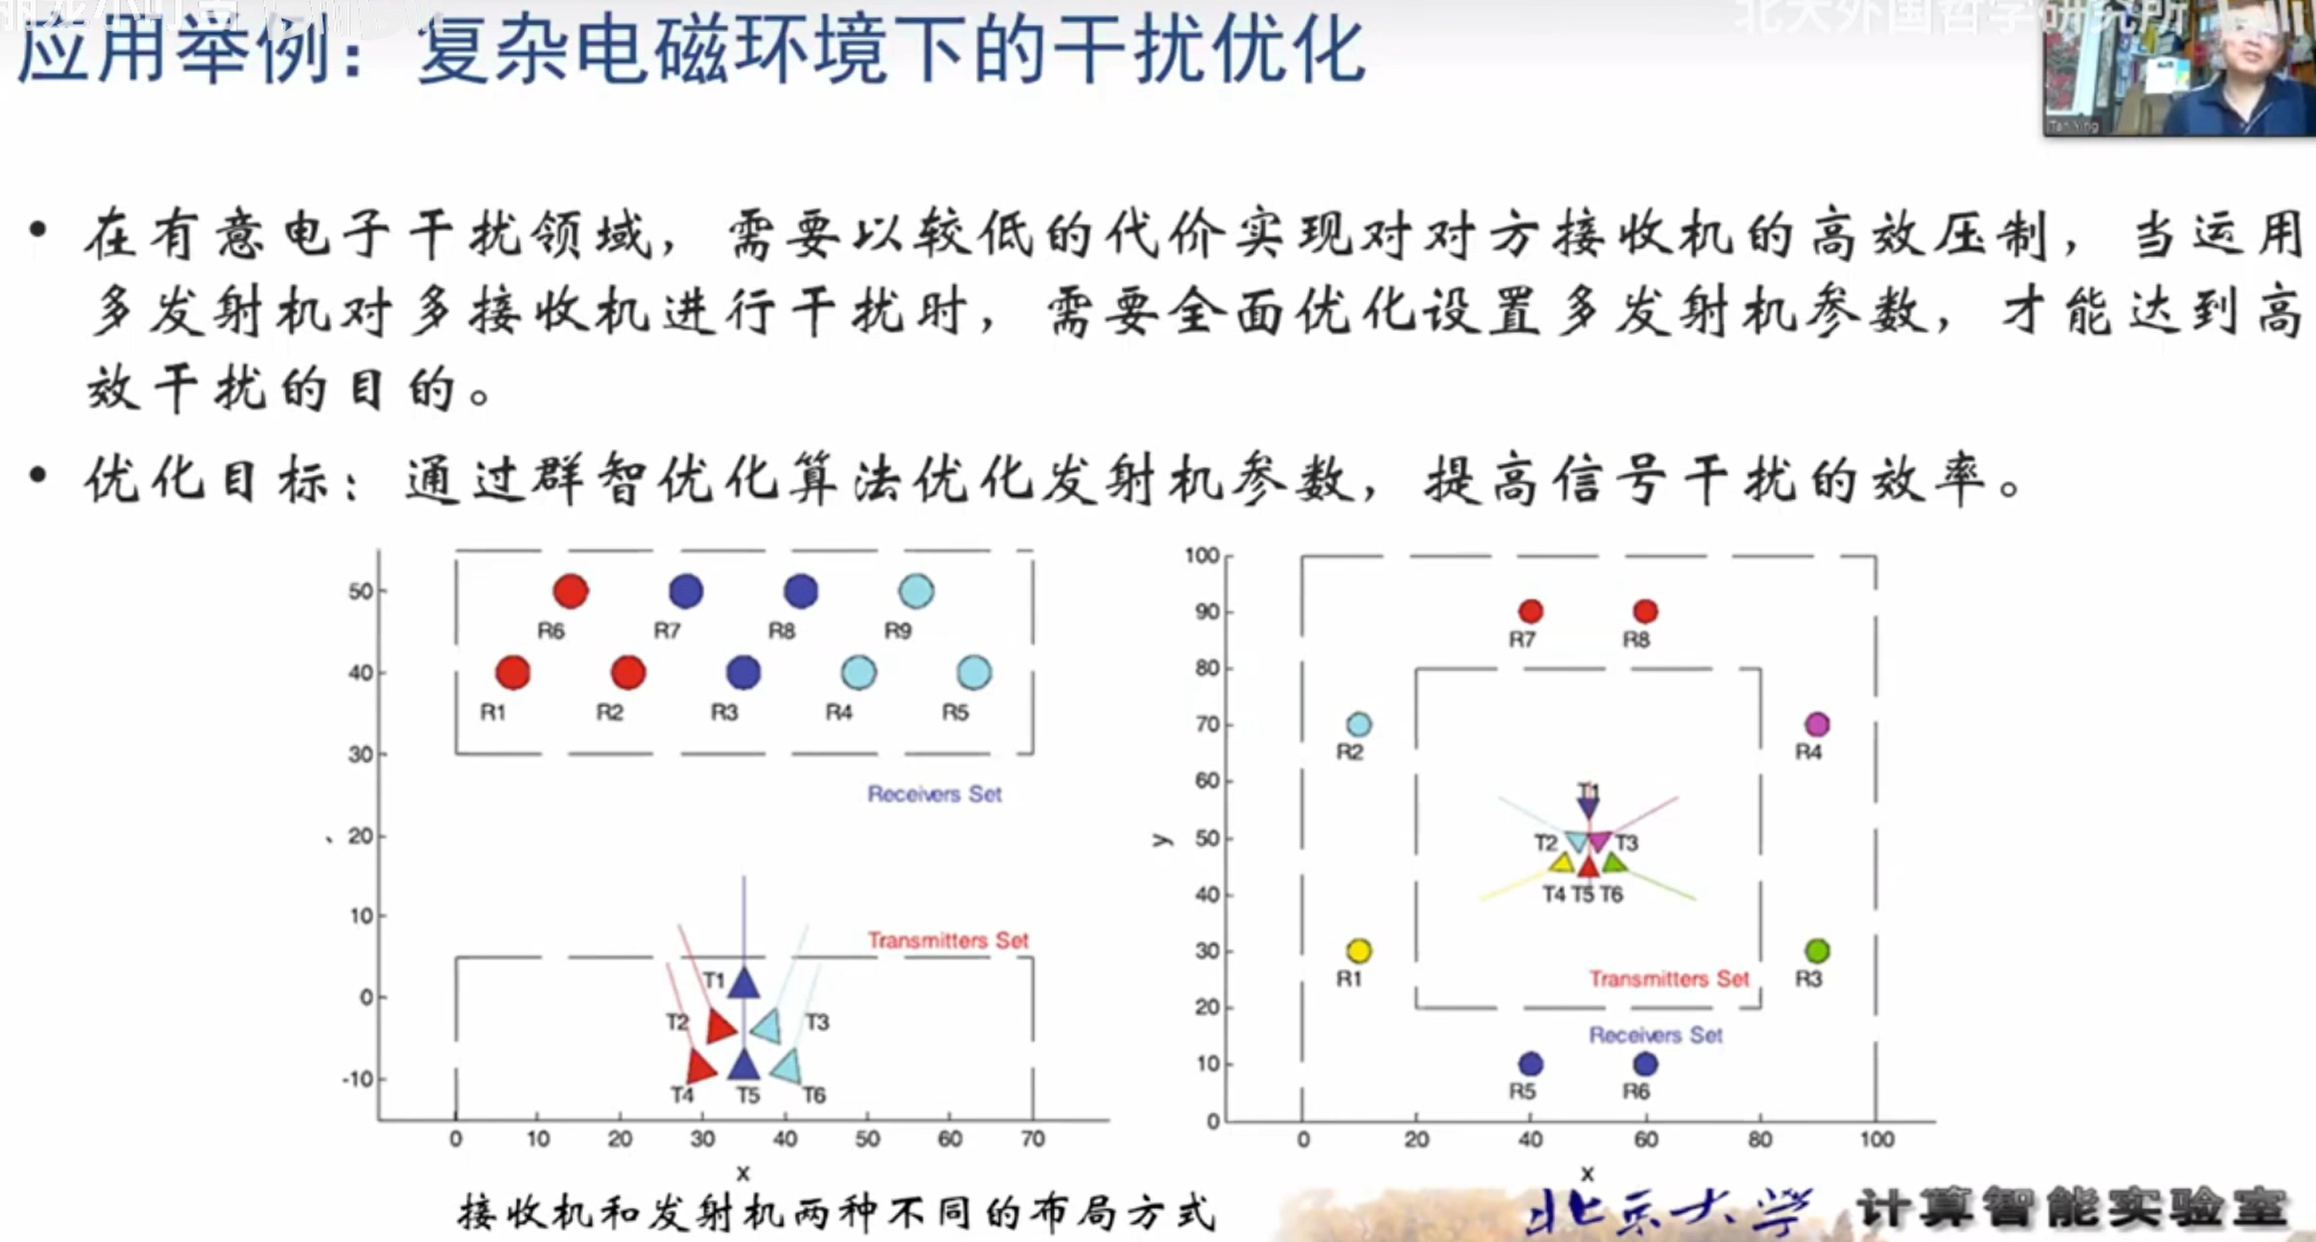 应用举例：复杂电磁环境下的干扰优化
北大外国哲学研究所
Tan Ying
• 在有意电子干扰领域，需要以较低的代价实现对对方接收机的高效压制，当运用
多发射机对多接收机进行干扰时，需要全面优化设置多发射机参数，才能达到高
效干扰的目的。
• 优化目标：通过群智优化算法优化发射机参数，提高信号干扰的效率。
50
40
30
20
10
0
-10
R6 R7 R8 R9
R1 R2 R3 R4 R5
Receivers Set
Transmitters Set
T1
T2 T3
T4 T5 T6
0 10 20 30 40 50 60 70
x
y
100
90
80
70
60
50
40
30
20
10
0
R7 R8
R2 R4
T1
T2 T3
T4 T5 T6
R1 R3
Transmitters Set
Receivers Set
R5 R6
0 20 40 60 80 100
x
接收机和发射机两种不同的布局方式
北京大学 计算智能实验室